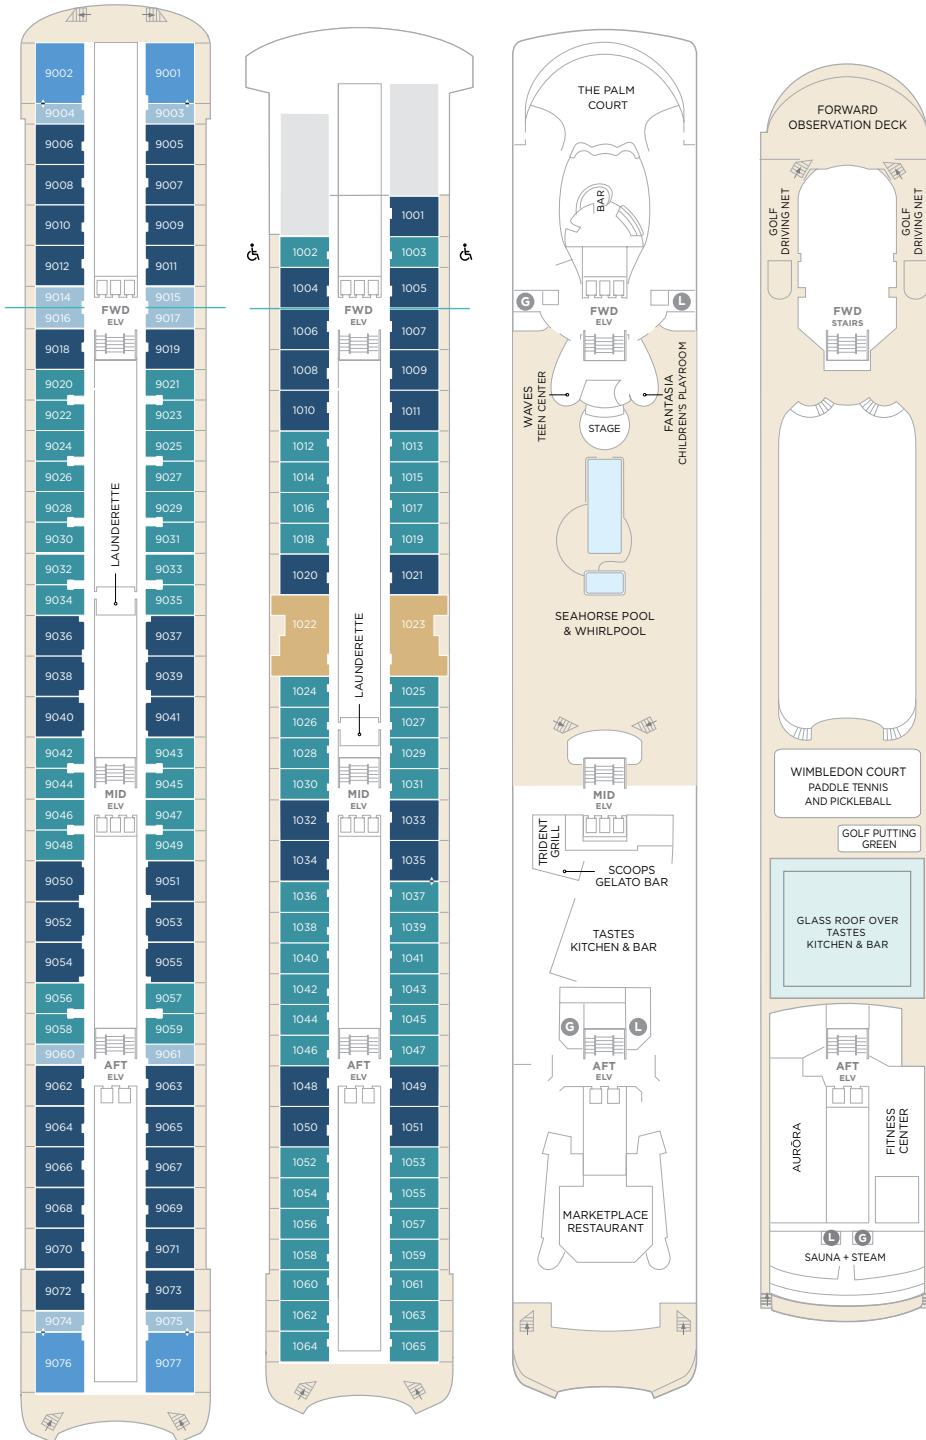 9002
9001
9004
9003
9006
9005
9008
9007
9010
9009
9012
9011
9014
9015
9016
9017
FWD
ELV
9018
9019
9020
9021
9022
9023
9024
9025
9026
9027
9028
9029
9030
9031
9032
9033
9034
9035
LAUNDERETTE
9036
9037
9038
9039
9040
9041
9042
9043
9044
9045
MID
ELV
9046
9047
9048
9049
9050
9051
9052
9053
9054
9055
9056
9057
9058
9059
9060
9061
AFT
ELV
9062
9063
9064
9065
9066
9067
9068
9069
9070
9071
9072
9073
9074
9075
9076
9077
1001
1002
1003
1004
1005
FWD
ELV
1006
1007
1008
1009
1010
1011
1012
1013
1014
1015
1016
1017
1018
1019
1020
1021
1022
1023
LAUNDERETTE
1024
1025
1026
1027
1028
1029
1030
1031
MID
ELV
1032
1033
1034
1035
1036
1037
1038
1039
1040
1041
1042
1043
1044
1045
1046
1047
AFT
ELV
1048
1049
1050
1051
1052
1053
1054
1055
1056
1057
1058
1059
1060
1061
1062
1063
1064
1065
THE PALM
COURT
BAR
G
L
FWD
ELV
WAVES
TEEN CENTER
FANTASIA
CHILDREN'S PLAYROOM
STAGE
SEAHORSE POOL
& WHIRLPOOL
MID
ELV
TRIDENT
GRILL
SCOOPS
GELATO BAR
TASTES
KITCHEN & BAR
G
L
AFT
ELV
MARKETPLACE
RESTAURANT
FORWARD
OBSERVATION DECK
GOLF
DRIVING NET
GOLF
DRIVING NET
FWD
STAIRS
WIMBLEDON COURT
PADDLE TENNIS
AND PICKLEBALL
GOLF PUTTING
GREEN
GLASS ROOF OVER
TASTES
KITCHEN & BAR
AFT
ELV
AURŌRA
FITNESS
CENTER
L
G
SAUNA + STEAM